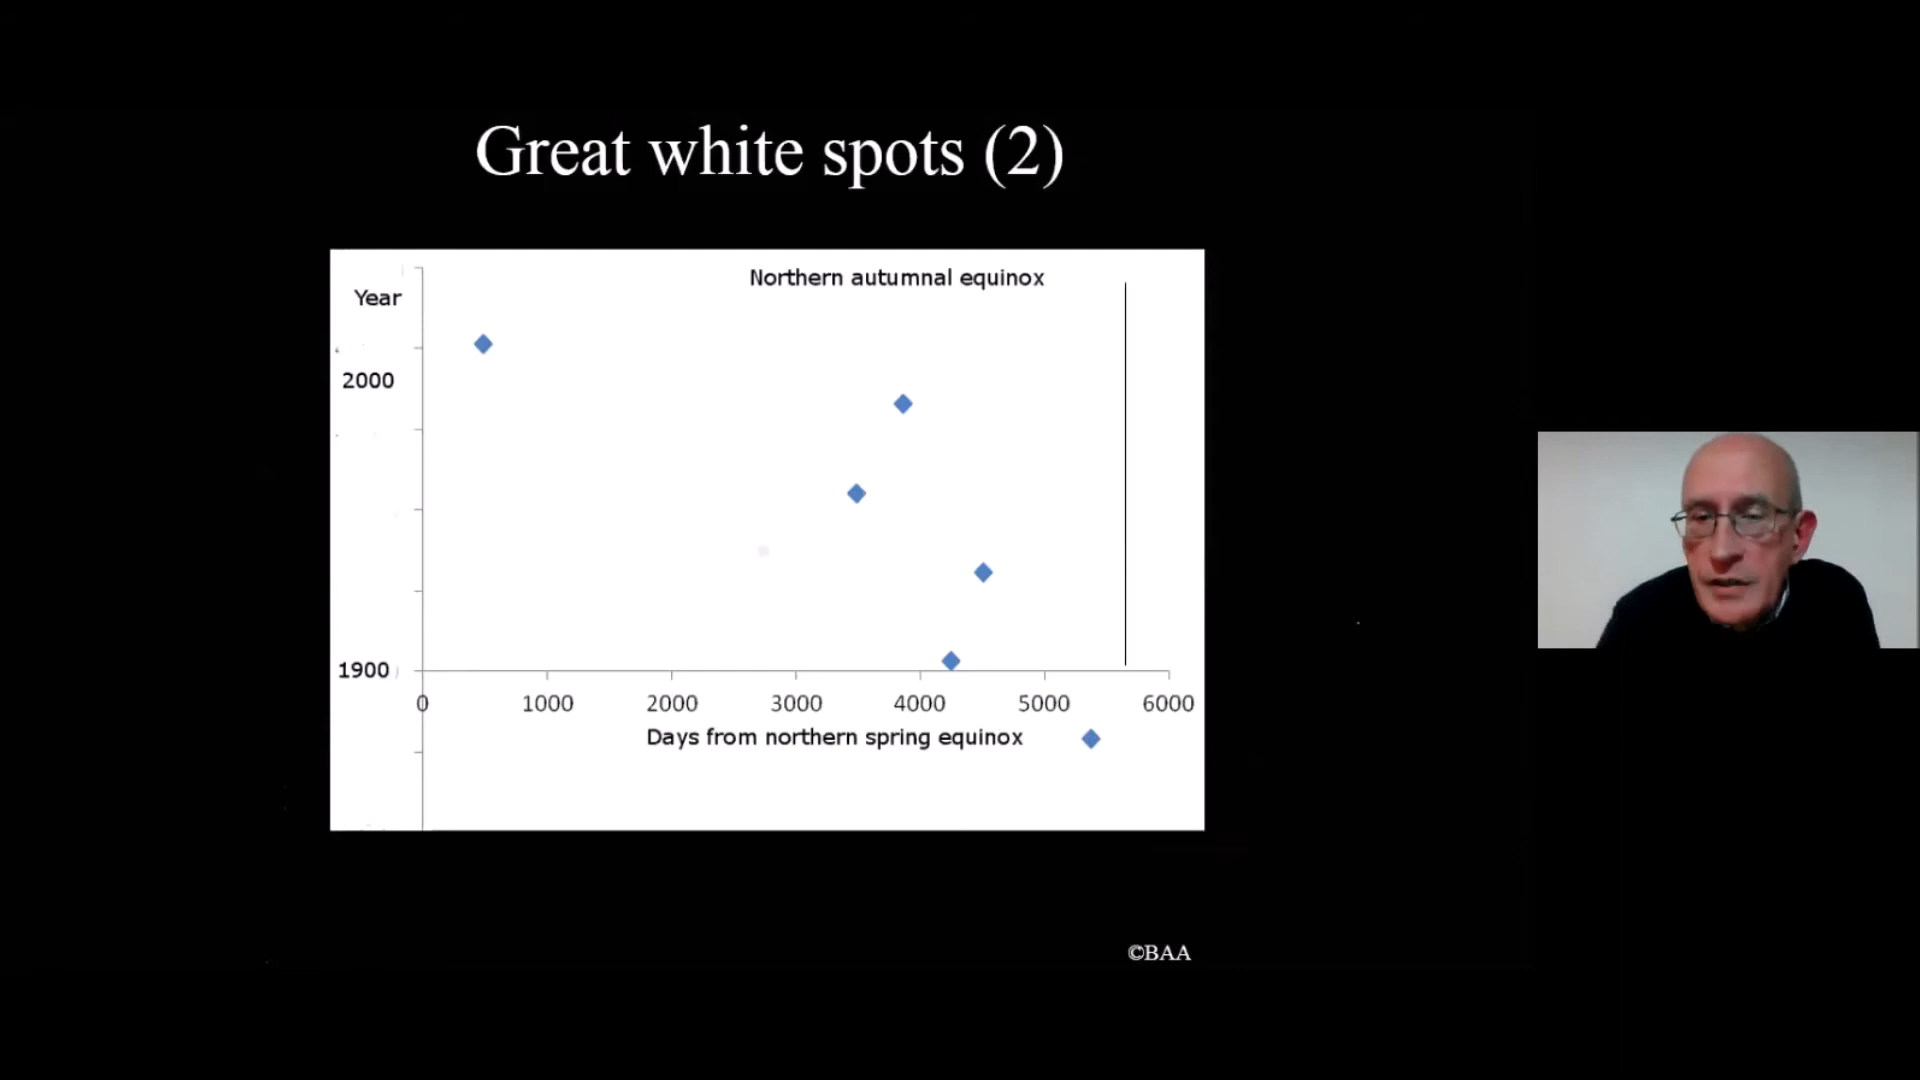 Great white spots (2)
Northern autumnal equinox
Year
2000
1900
0 1000 2000 3000 4000 5000 6000
Days from northern spring equinox
©BAA